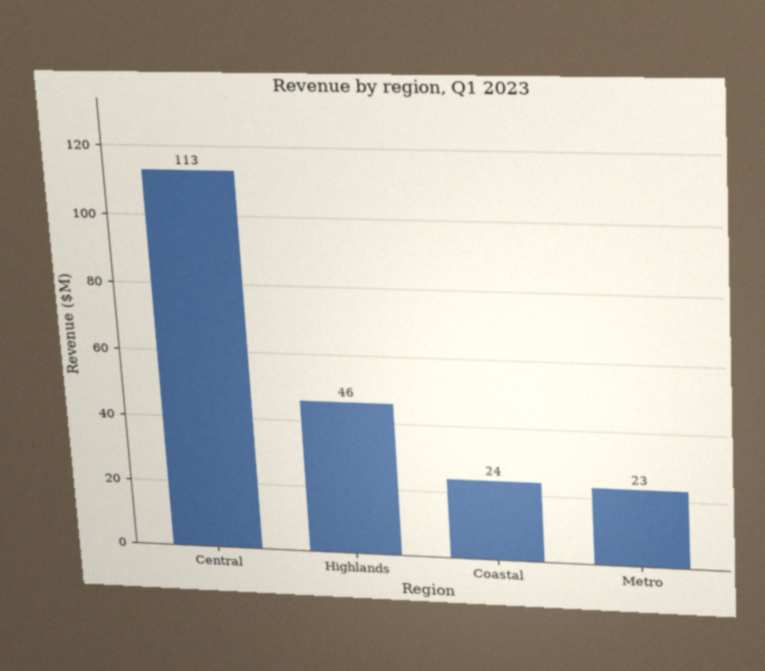 Revenue by region, Q1 2023
120
100
80
60
40
20
0
Revenue ($M)
113
46
24
23
Central
Highlands
Coastal
Metro
Region